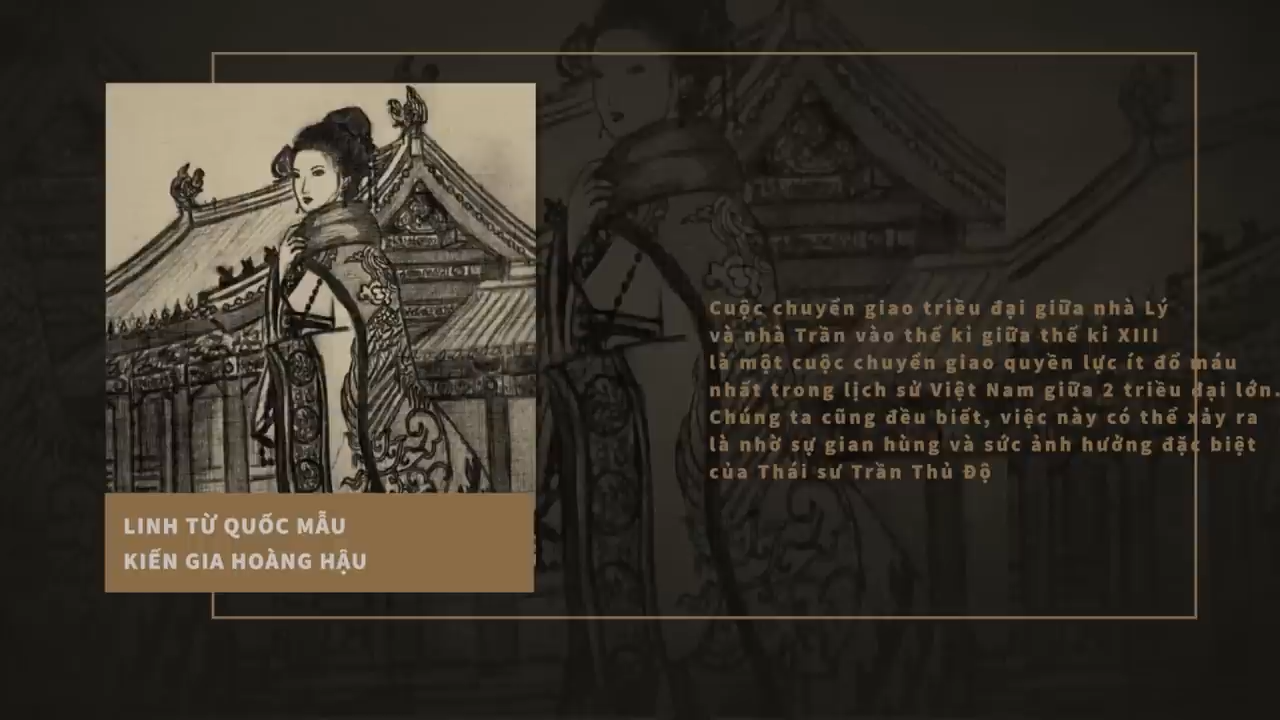 LINH TỪ QUỐC MẪU
KIẾN GIA HOÀNG HẬU
Cuộc chuyển giao triều đại giữa nhà Lý
và nhà Trần vào thế kỉ giữa thế kỉ XIII
là một cuộc chuyển giao quyền lực ít đổ máu
nhất trong lịch sử Việt Nam giữa 2 triều đại lớn.
Chúng ta cũng đều biết, việc này có thể xảy ra
là nhờ sự gian hùng và sức ảnh hưởng đặc biệt
của Thái sư Trần Thủ Độ